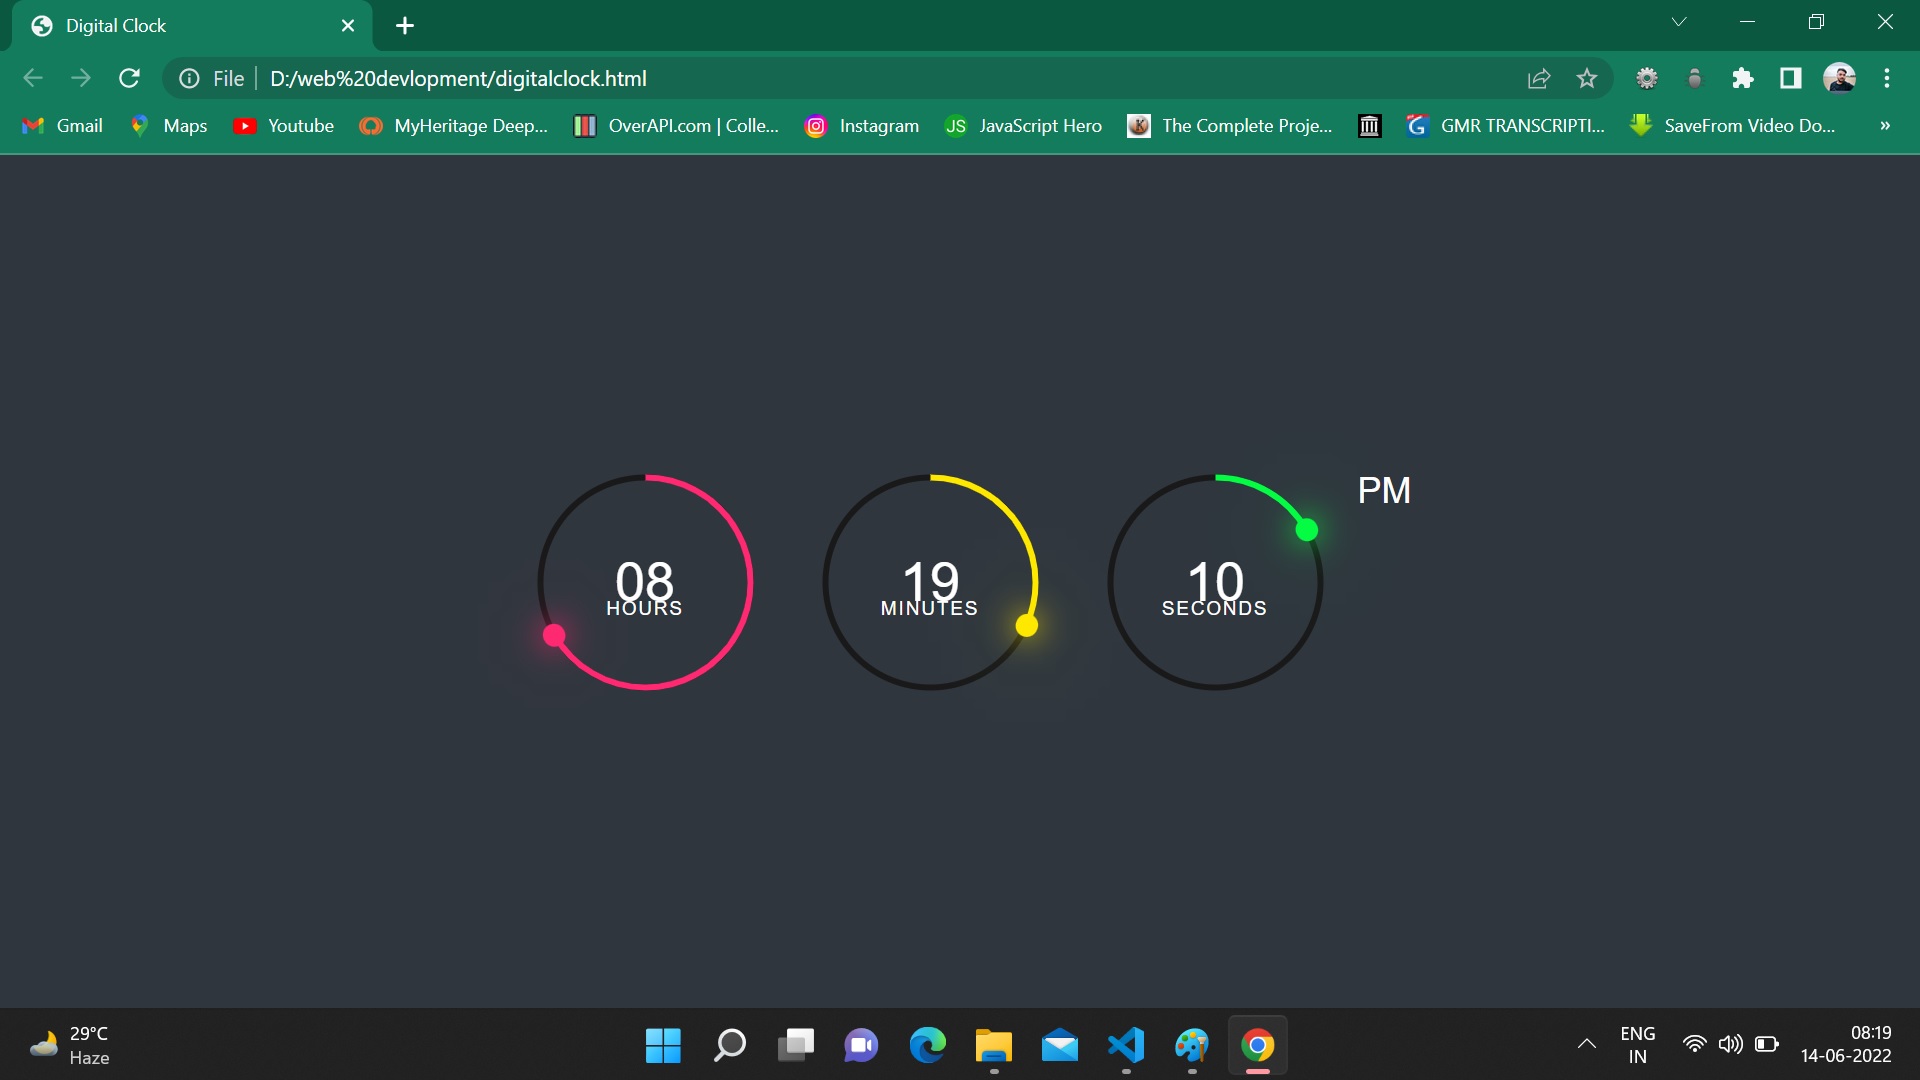 Digital Clock
File D:/web%20devlopment/digitalclock.html
Gmail Maps Youtube MyHeritage Deep... OverAPI.com | Colle... Instagram JS JavaScript Hero The Complete Proje... G GMR TRANSCRIPTI... SaveFrom Video Do... »
PM
08 19 10
HOURS MINUTES SECONDS
29°C
Haze
ENG
IN
08:19
14-06-2022